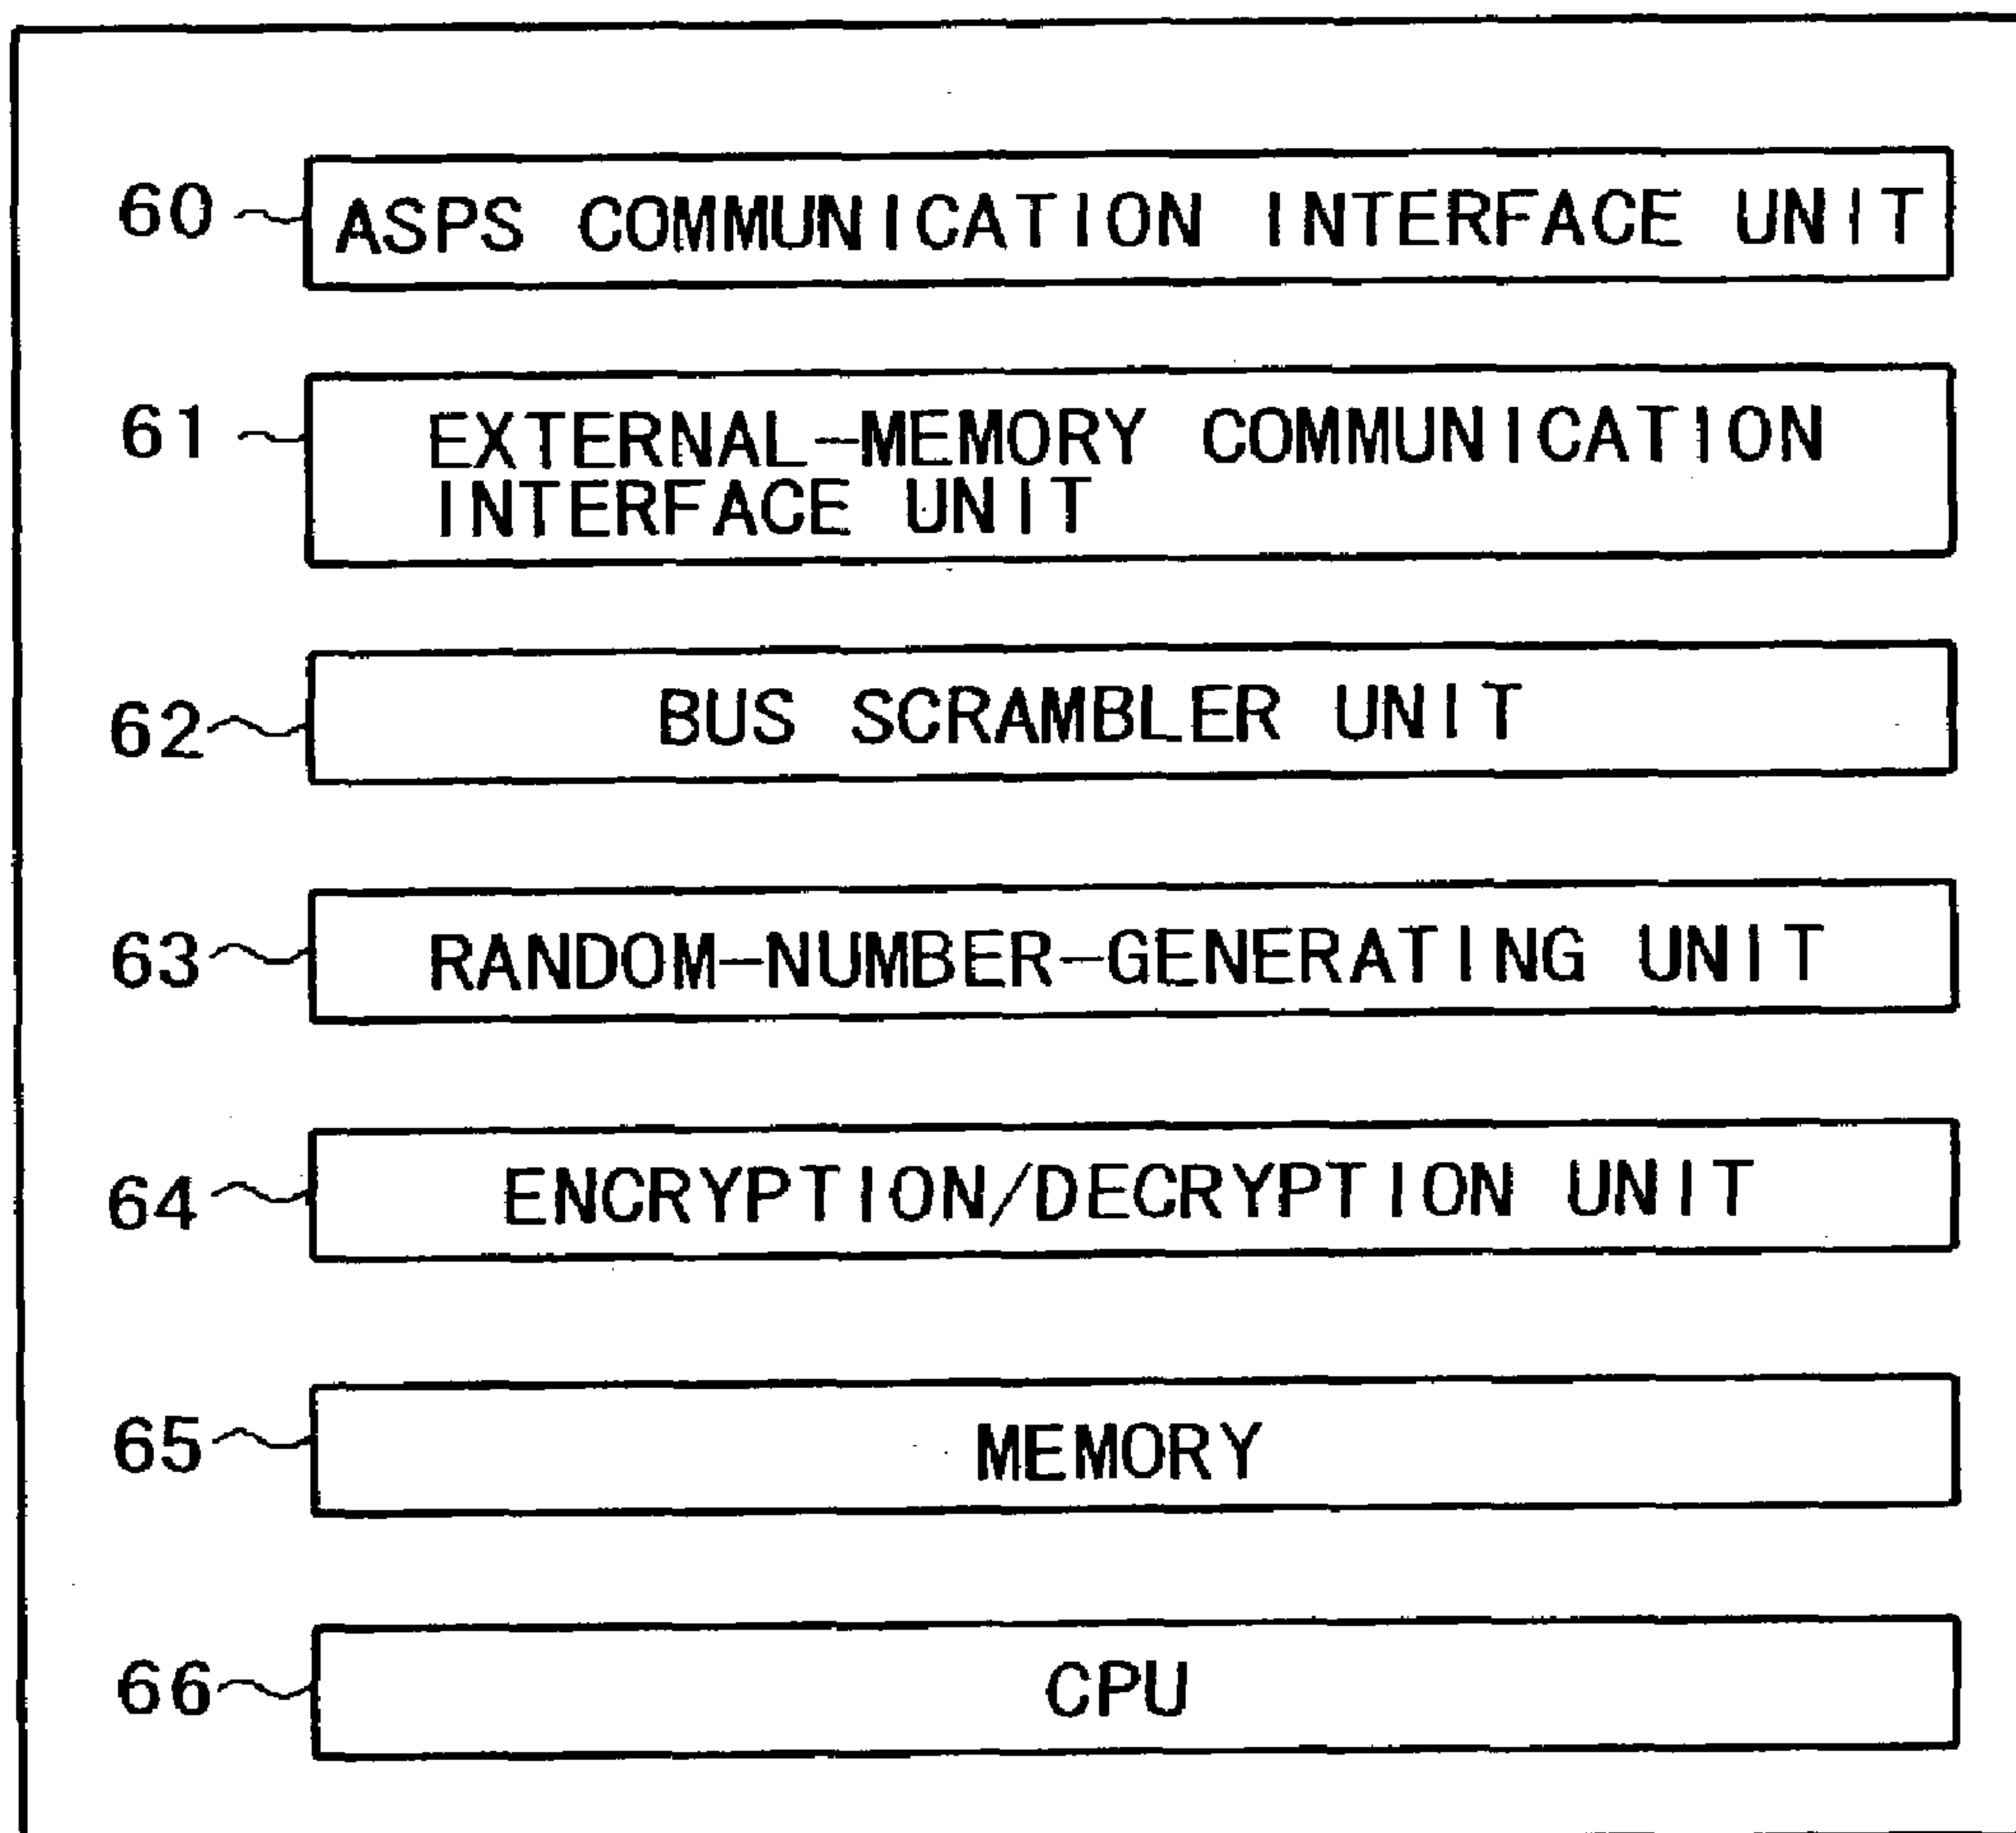 60 ASPS COMMUNICATION INTERFACE UNIT
61 EXTERNAL-MEMORY COMMUNICATION
INTERFACE UNIT
62 BUS SCRAMBLER UNIT
63 RANDOM-NUMBER-GENERATING UNIT
64 ENCRYPTION/DECRYPTION UNIT
65 MEMORY
66 CPU